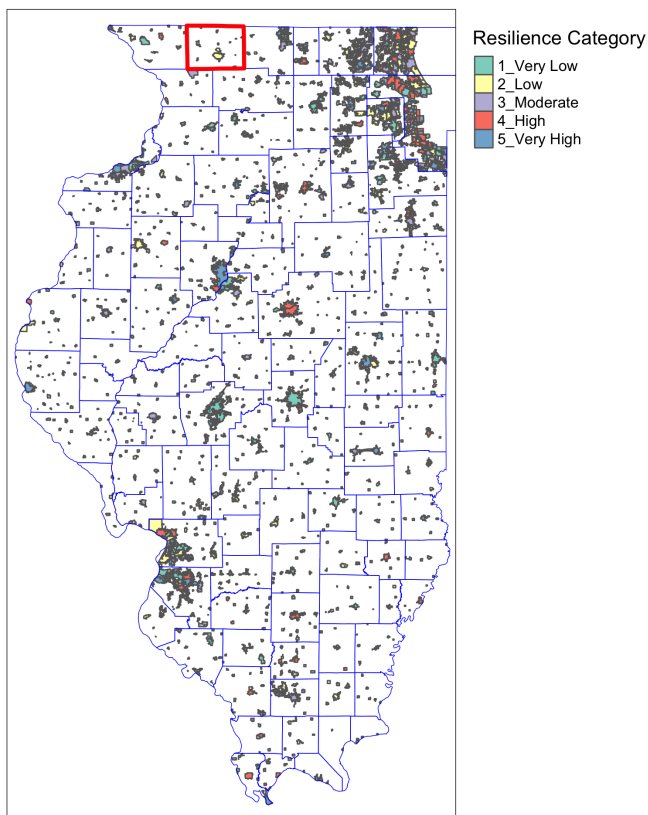 Resilience Category
1_Very Low
2_Low
3_Moderate
4_High
5_Very High